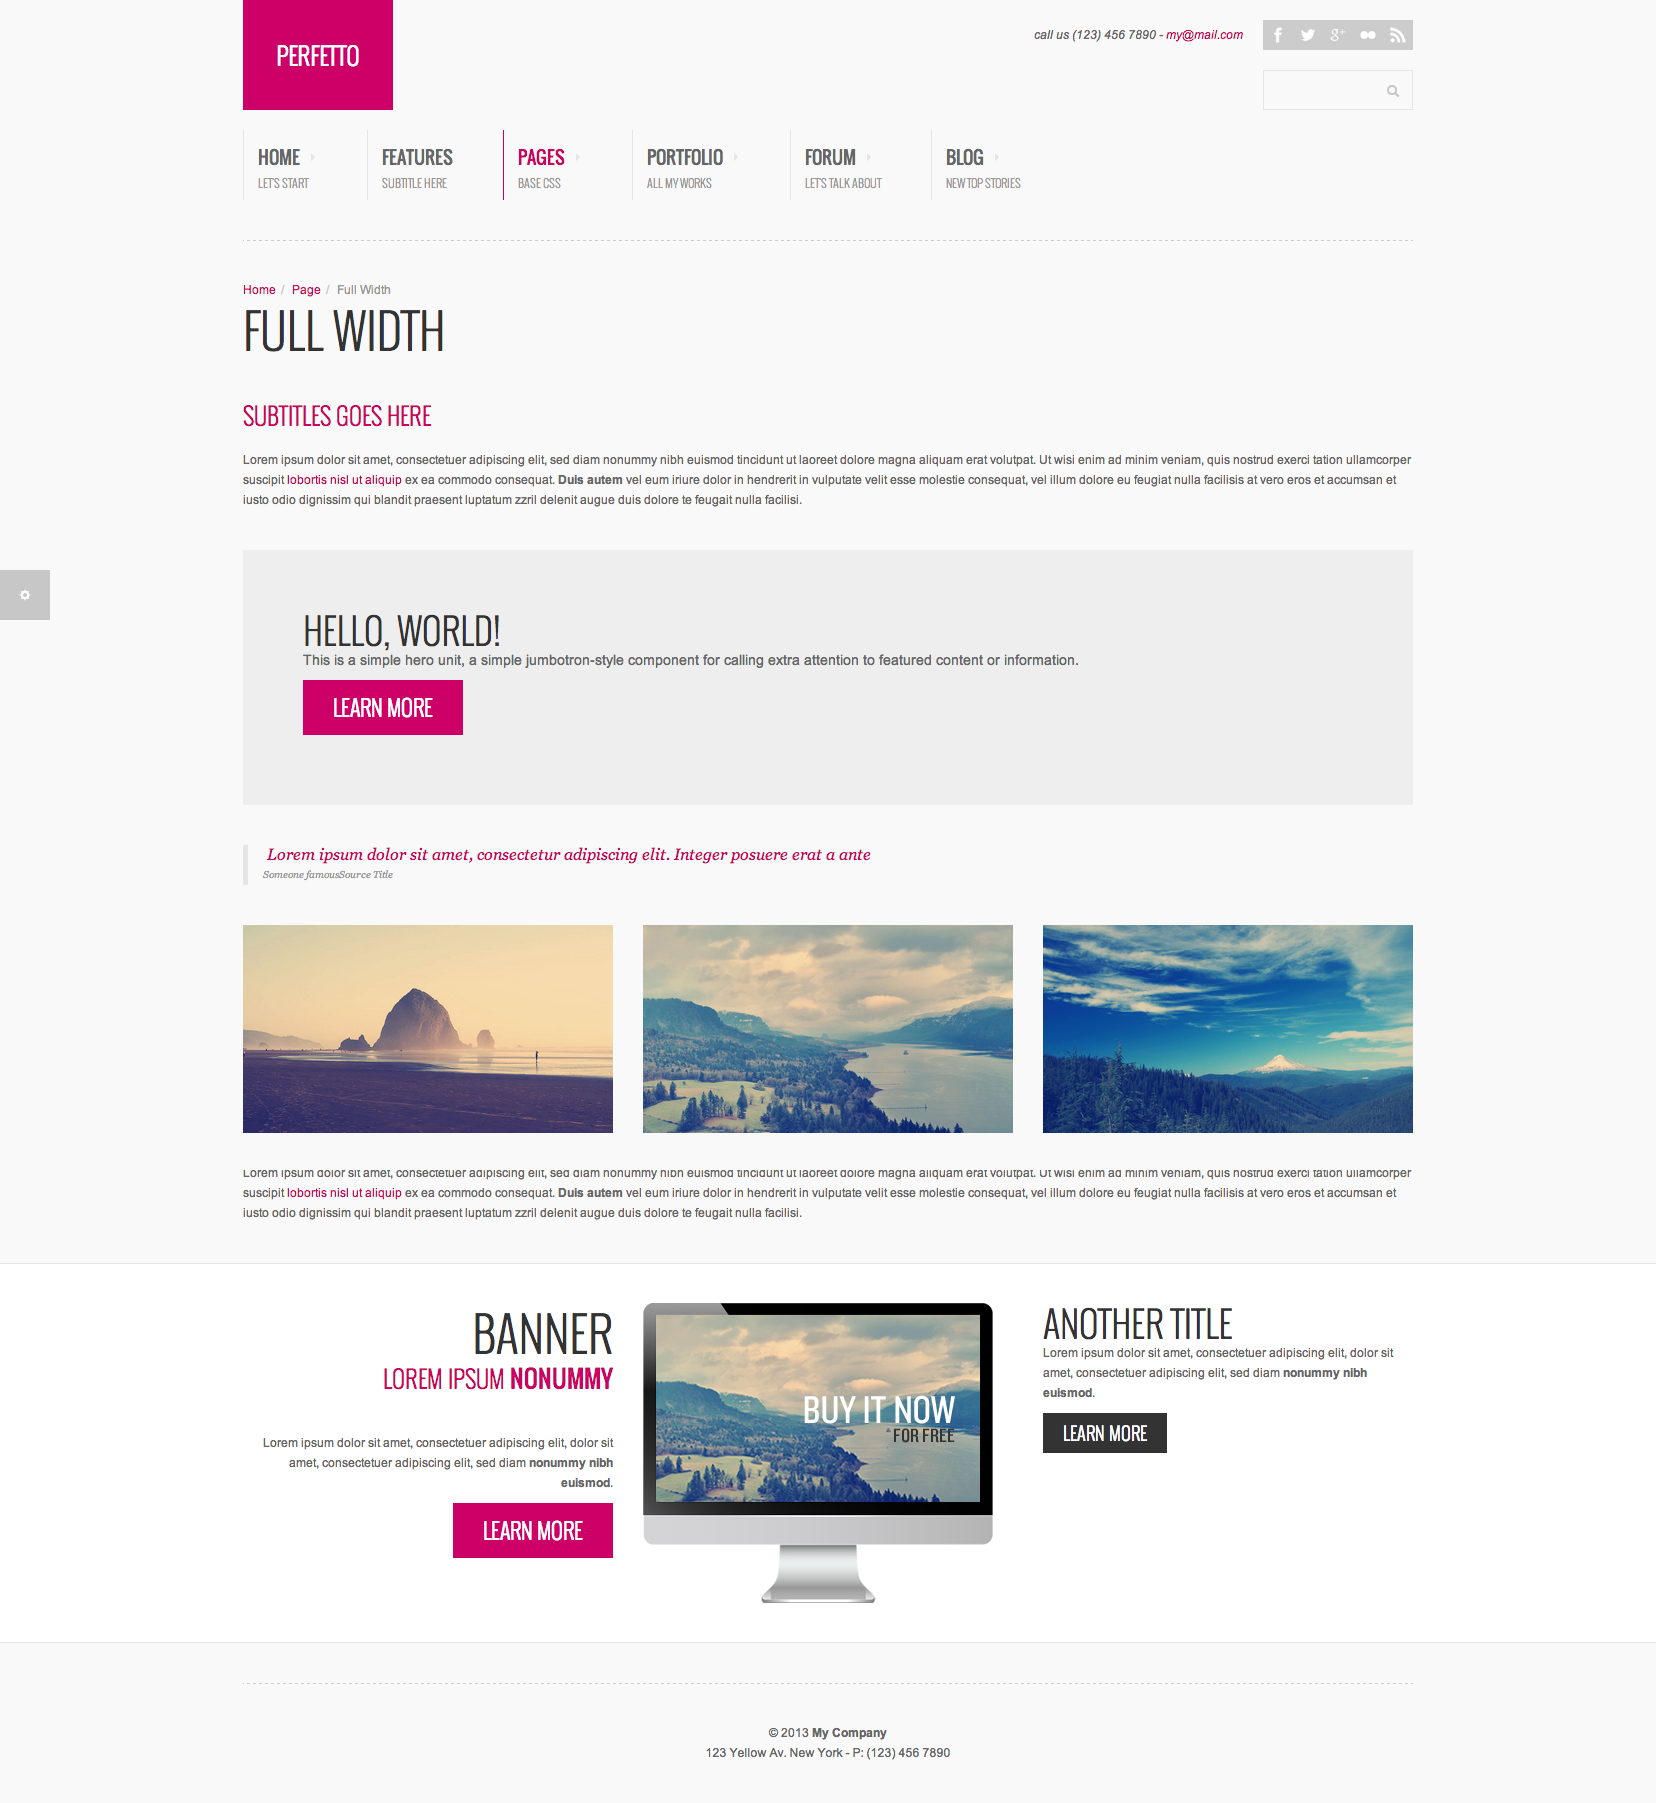 PERFETTO
call us (123) 456 7890 - my@mail.com
HOME
LET'S START
FEATURES
SUBTITLE HERE
PAGES
BASE CSS
PORTFOLIO
ALL MY WORKS
FORUM
LET'S TALK ABOUT
BLOG
NEW TOP STORIES
Home / Page / Full Width
FULL WIDTH
SUBTITLES GOES HERE
Lorem ipsum dolor sit amet, consectetuer adipiscing elit, sed diam nonummy nibh euismod tincidunt ut laoreet dolore magna aliquam erat volutpat. Ut wisi enim ad minim veniam, quis nostrud exerci tation ullamcorper
suscipit lobortis nisl ut aliquip ex ea commodo consequat. Duis autem vel eum iriure dolor in hendrerit in vulputate velit esse molestie consequat, vel illum dolore eu feugiat nulla facilisis at vero eros et accumsan et
iusto odio dignissim qui blandit praesent luptatum zzril delenit augue duis dolore te feugait nulla facilisi.
HELLO, WORLD!
This is a simple hero unit, a simple jumbotron-style component for calling extra attention to featured content or information.
LEARN MORE
Lorem ipsum dolor sit amet, consectetur adipiscing elit. Integer posuere erat a ante
Someone famousSource Title
Lorem ipsum dolor sit amet, consectetuer adipiscing elit, sed diam nonummy nibh euismod tincidunt ut laoreet dolore magna aliquam erat volutpat. Ut wisi enim ad minim veniam, quis nostrud exerci tation ullamcorper
suscipit lobortis nisl ut aliquip ex ea commodo consequat. Duis autem vel eum iriure dolor in hendrerit in vulputate velit esse molestie consequat, vel illum dolore eu feugiat nulla facilisis at vero eros et accumsan et
iusto odio dignissim qui blandit praesent luptatum zzril delenit augue duis dolore te feugait nulla facilisi.
BANNER
LOREM IPSUM NONUMMY
Lorem ipsum dolor sit amet, consectetuer adipiscing elit, dolor sit
amet, consectetuer adipiscing elit, sed diam nonummy nibh
euismod.
LEARN MORE
BUY IT NOW
*FOR FREE
ANOTHER TITLE
Lorem ipsum dolor sit amet, consectetuer adipiscing elit, dolor sit
amet, consectetuer adipiscing elit, sed diam nonummy nibh
euismod.
LEARN MORE
© 2013 My Company
123 Yellow Av. New York - P: (123) 456 7890